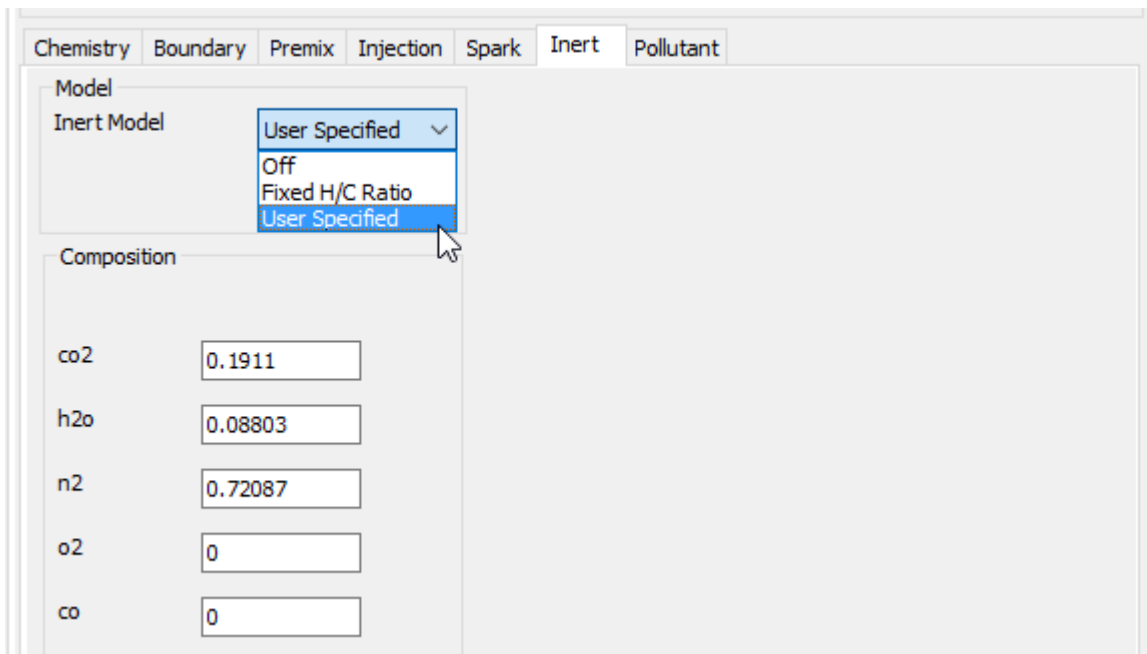 Chemistry Boundary Premix Injection Spark Inert Pollutant
Model
Inert Model User Specified
Off
Fixed H/C Ratio
User Specified
Composition
co2 0.1911
h2o 0.08803
n2 0.72087
o2 0
co 0